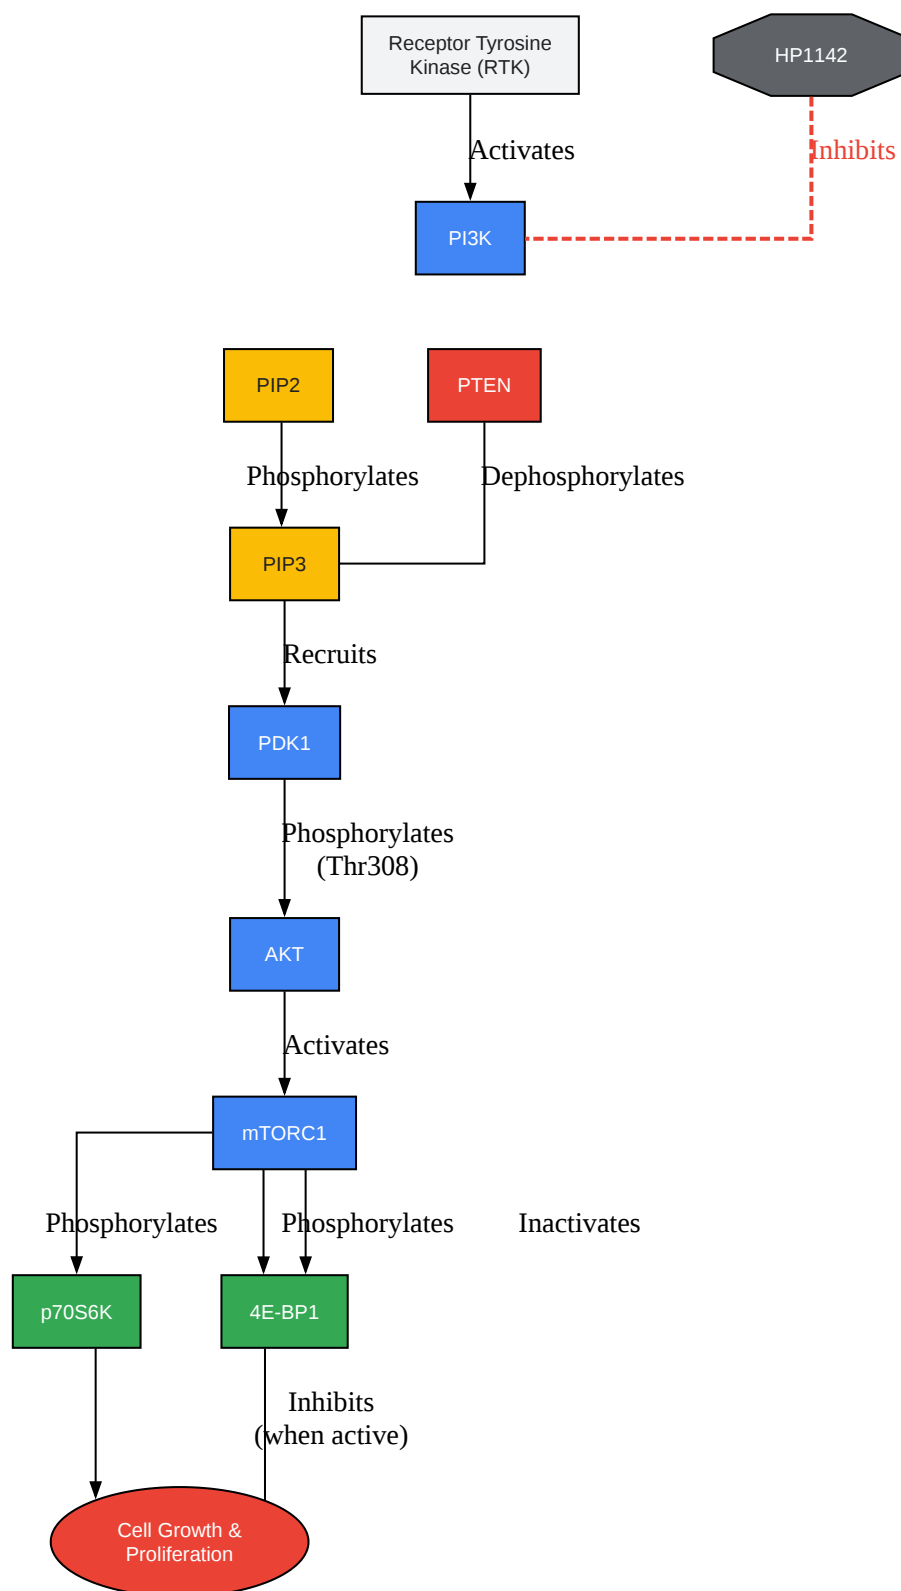 Receptor Tyrosine
Kinase (RTK)
HP1142
Activates
Inhibits
PI3K
PIP2
PTEN
Phosphorylates
Dephosphorylates
PIP3
Recruits
PDK1
Phosphorylates
(Thr308)
AKT
Activates
mTORC1
Phosphorylates
Phosphorylates
Inactivates
p70S6K
4E-BP1
Inhibits
(when active)
Cell Growth &
Proliferation